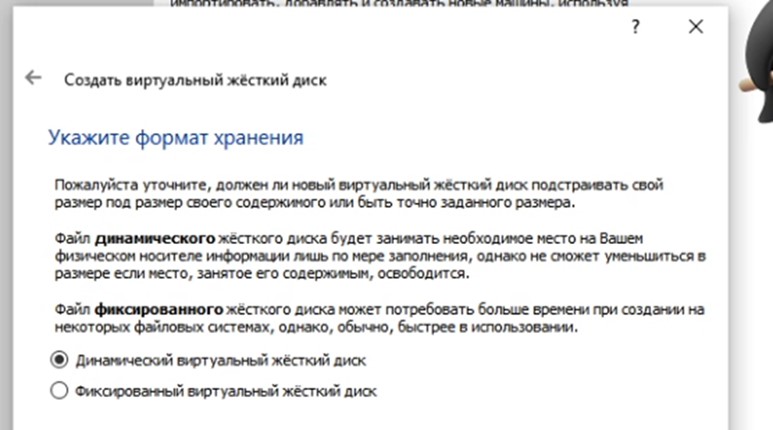 импортировать, добавлять и создавать новые машины, используя
?
Создать виртуальный жёсткий диск
Укажите формат хранения
Пожалуйста уточните, должен ли новый виртуальный жёсткий диск подстраивать свой
размер под размер своего содержимого или быть точно заданного размера.
Файл динамического жёсткого диска будет занимать необходимое место на Вашем
физическом носителе информации лишь по мере заполнения, однако не сможет уменьшиться в
размере если место, занятое его содержимым, освободится.
Файл фиксированного жёсткого диска может потребовать больше времени при создании на
некоторых файловых системах, однако, обычно, быстрее в использовании.
Динамический виртуальный жёсткий диск
Фиксированный виртуальный жёсткий диск